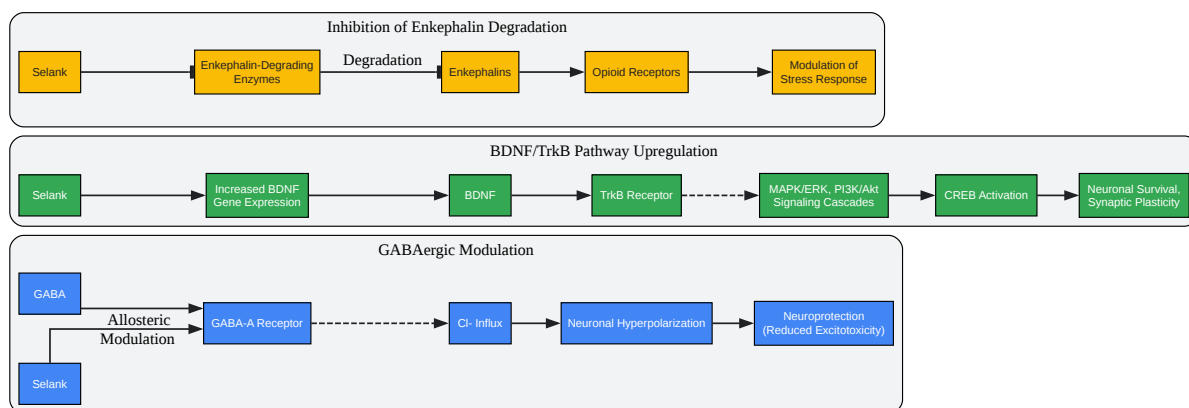 Inhibition of Enkephalin Degradation
Selank
Enkephalin-Degrading
Enzymes
Degradation
Enkephalins
Opioid Receptors
Modulation of
Stress Response
BDNF/TrkB Pathway Upregulation
Selank
Increased BDNF
Gene Expression
BDNF
TrkB Receptor
MAPK/ERK, PI3K/Akt
Signaling Cascades
CREB Activation
Neuronal Survival,
Synaptic Plasticity
GABAergic Modulation
GABA
Allosteric
Modulation
Selank
GABA-A Receptor
Cl- Influx
Neuronal Hyperpolarization
Neuroprotection
(Reduced Excitotoxicity)